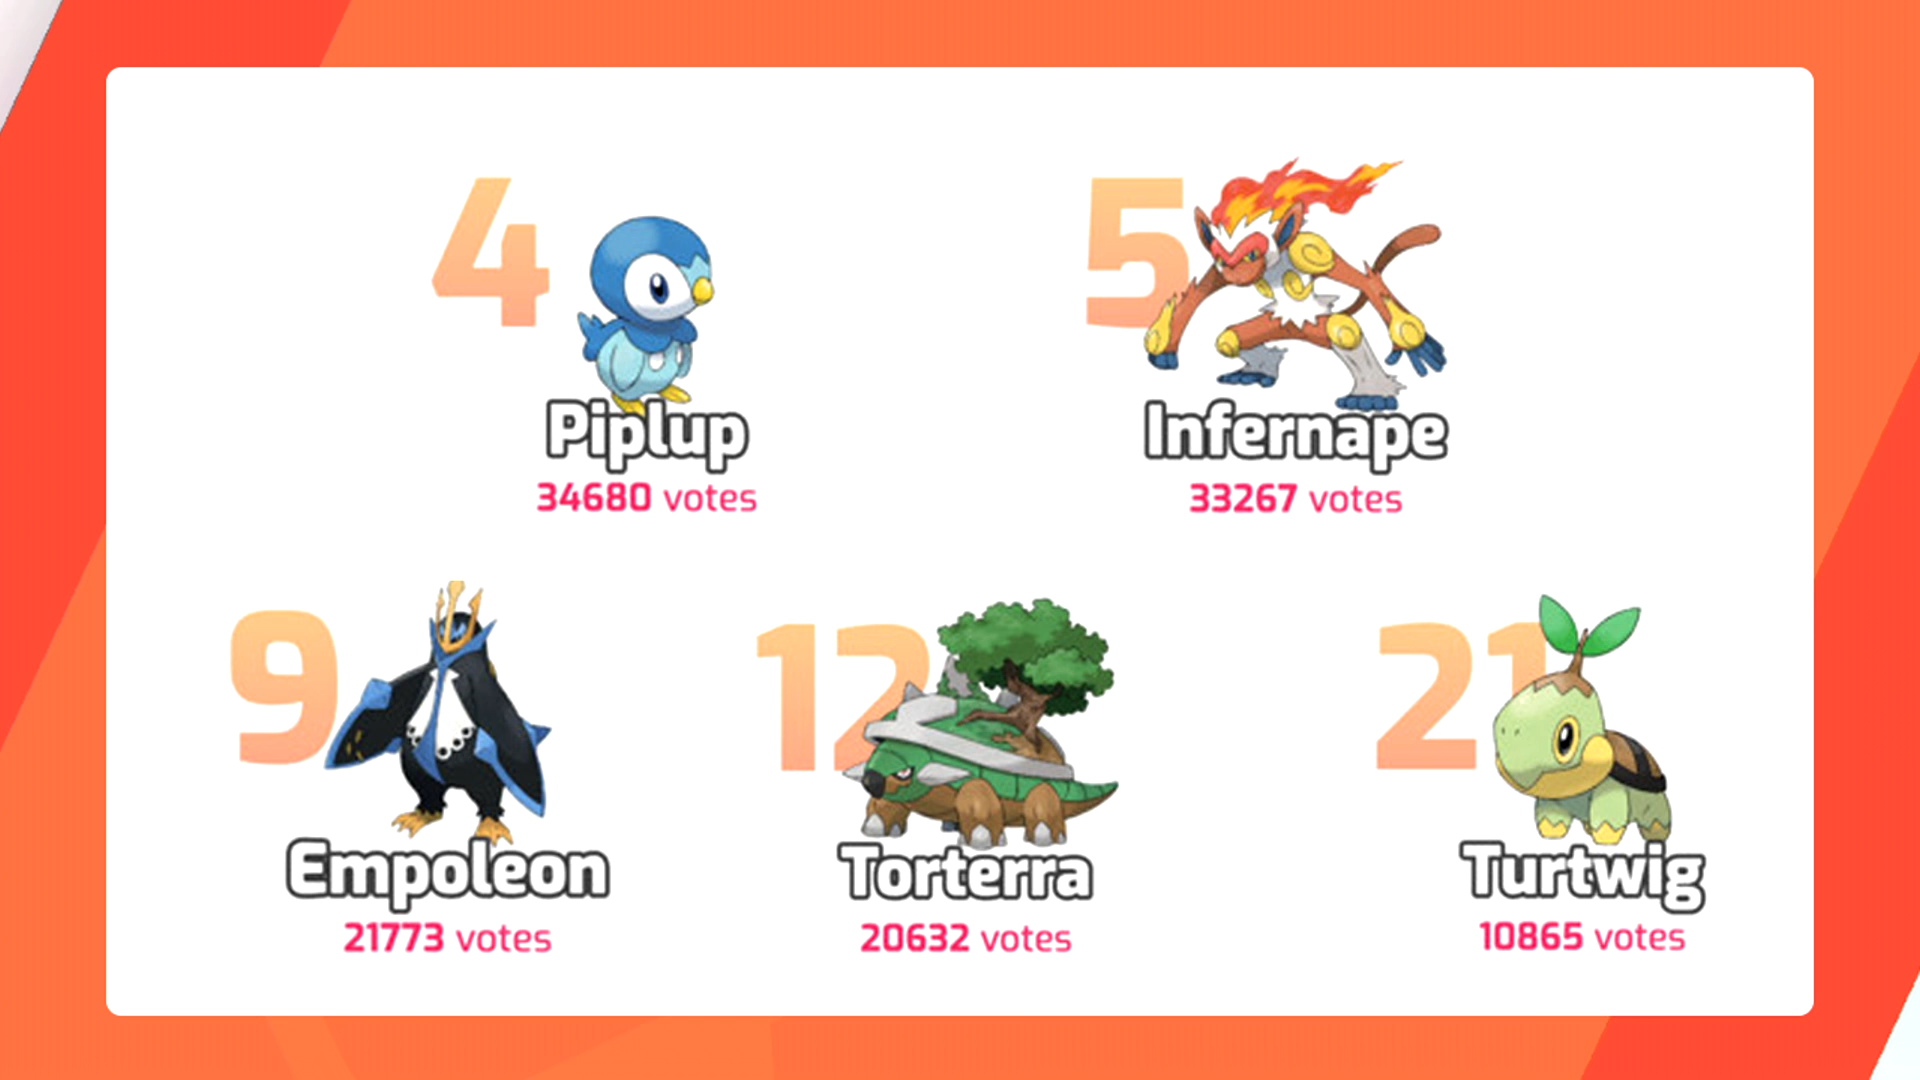 4
Piplup
34680 votes
5
Infernape
33267 votes
9
Empoleon
21773 votes
12
Torterra
20632 votes
21
Turtwig
10865 votes